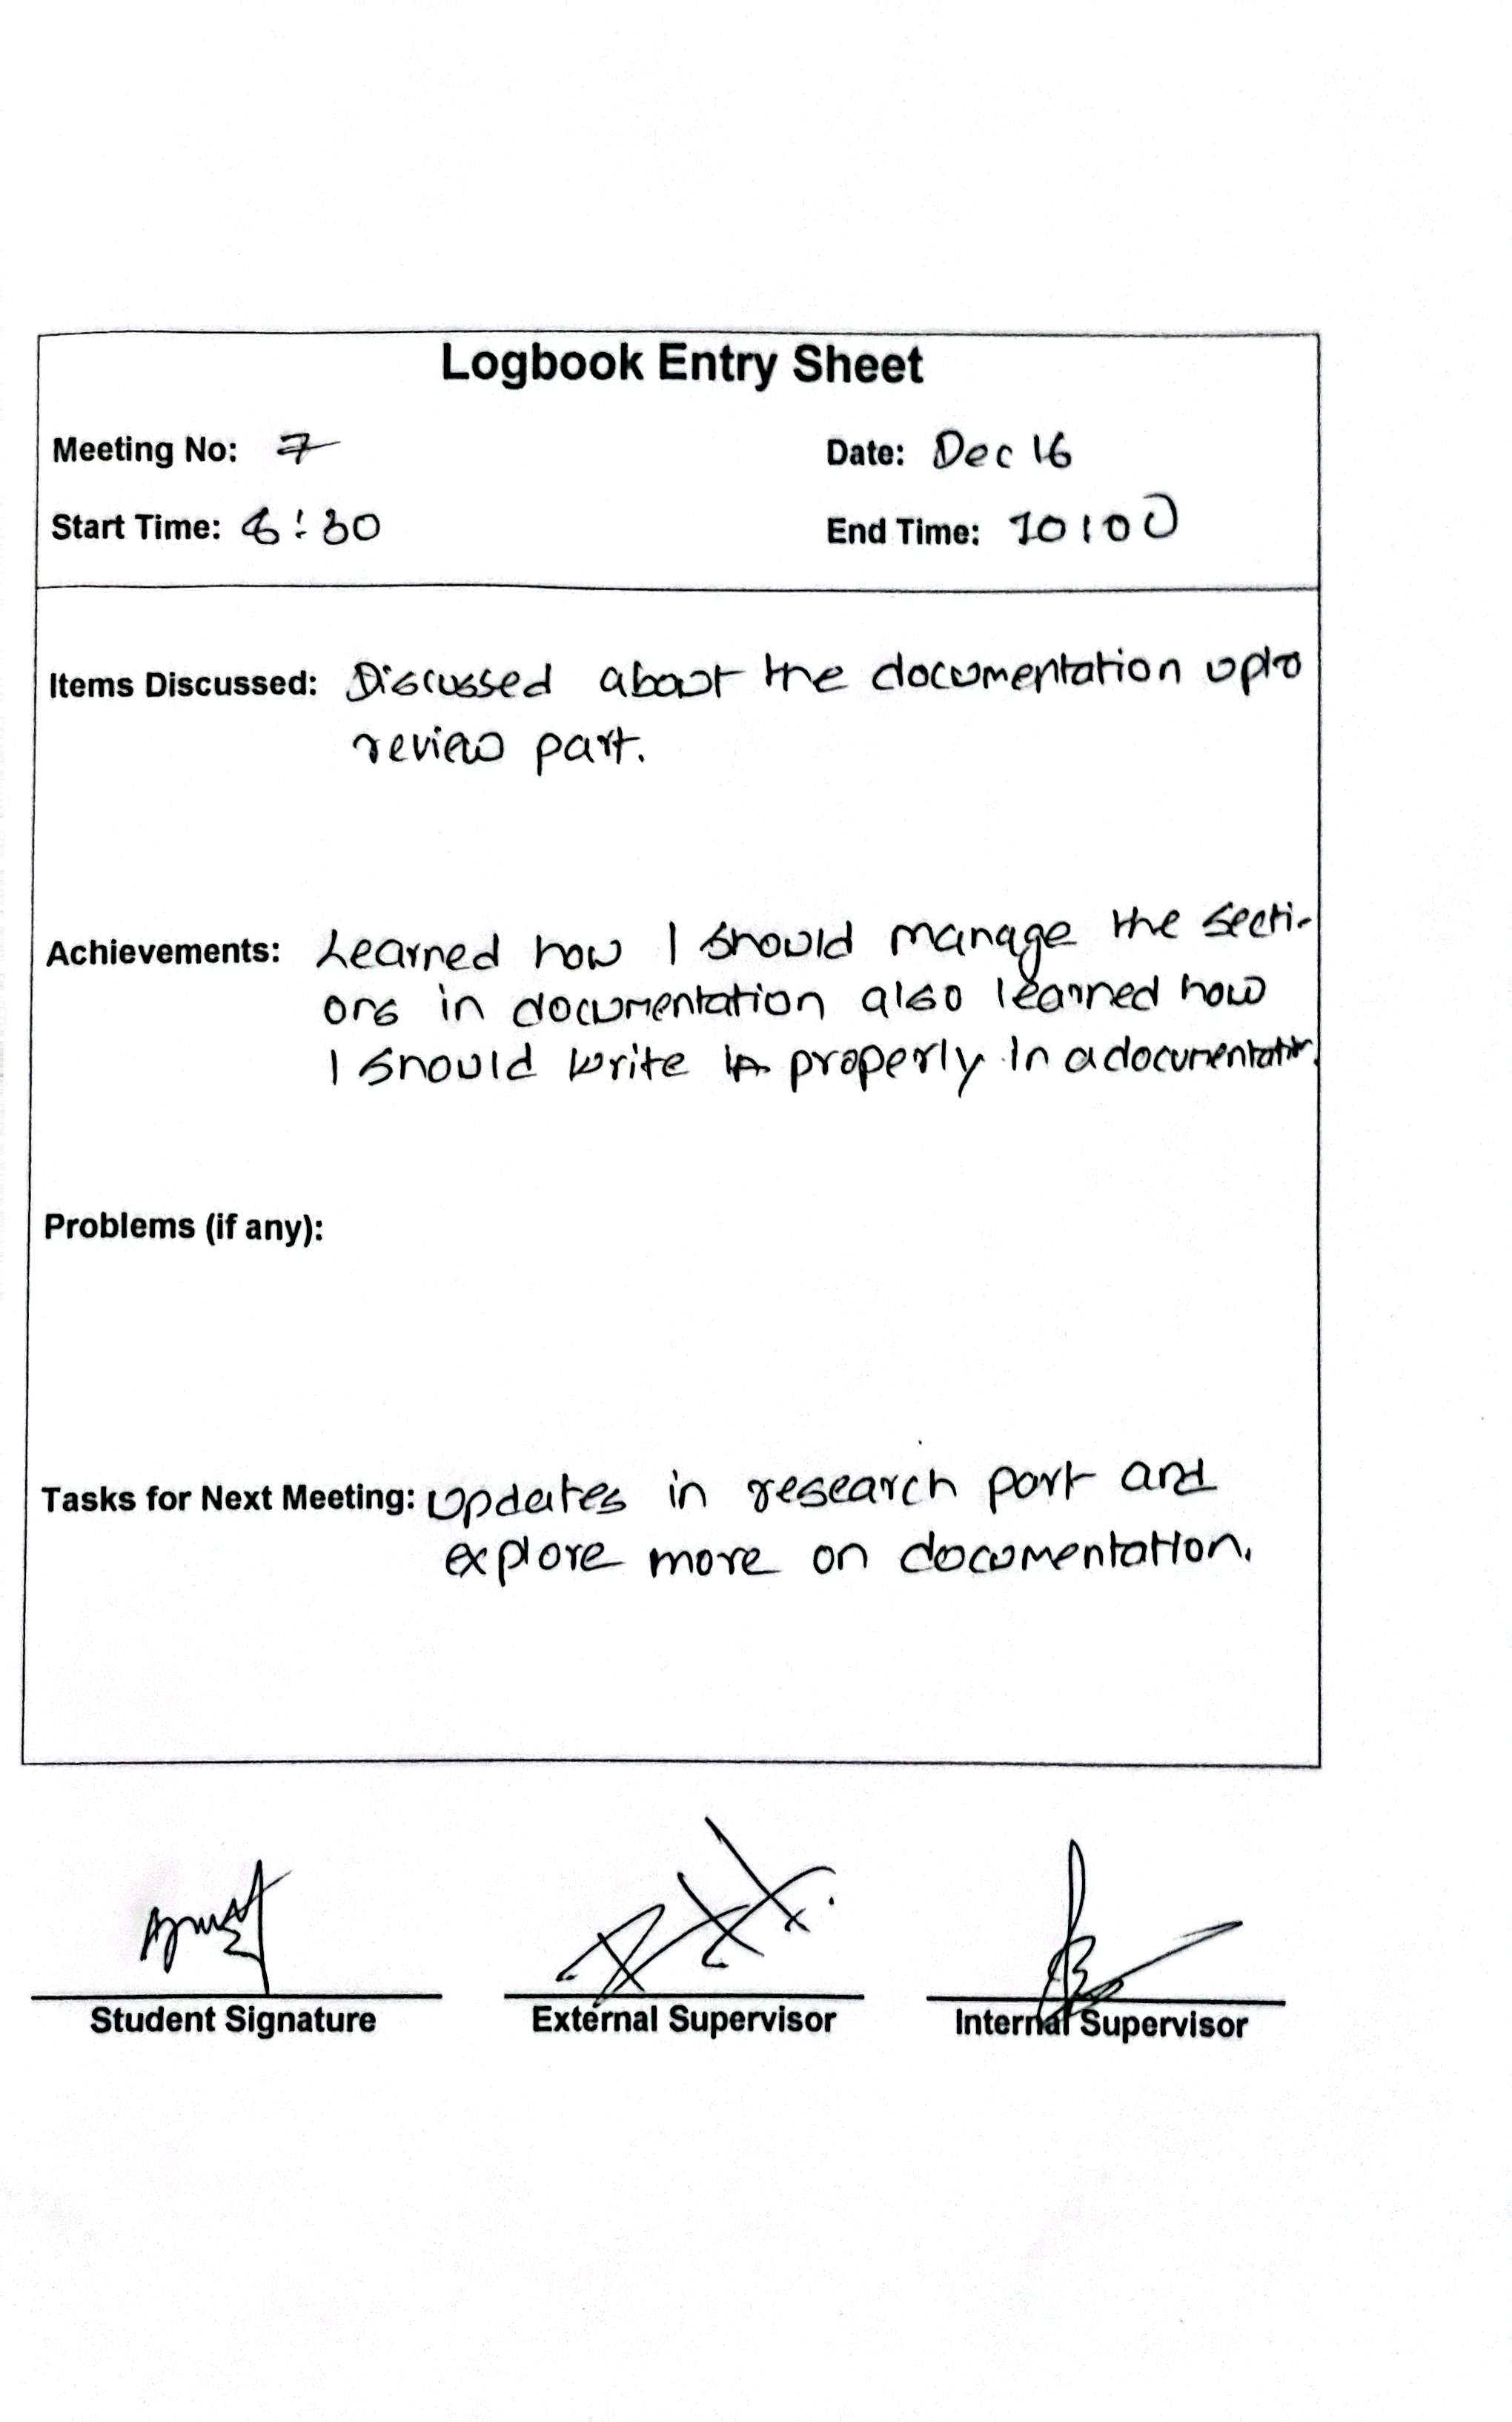 Logbook Entry Sheet
Meeting No: 7
Date: Dec 16
Start Time: :30
End Time: 10:00
Items Discussed: Discussed about the documentation upto
review part.
Achievements: Learned how I should manage the secti-
ons in documentation also learned how
I should write properly in a documentation.
Problems (if any):
Tasks for Next Meeting: Updates in research part and
explore more on documentation.
Student Signature
External Supervisor
Internal Supervisor